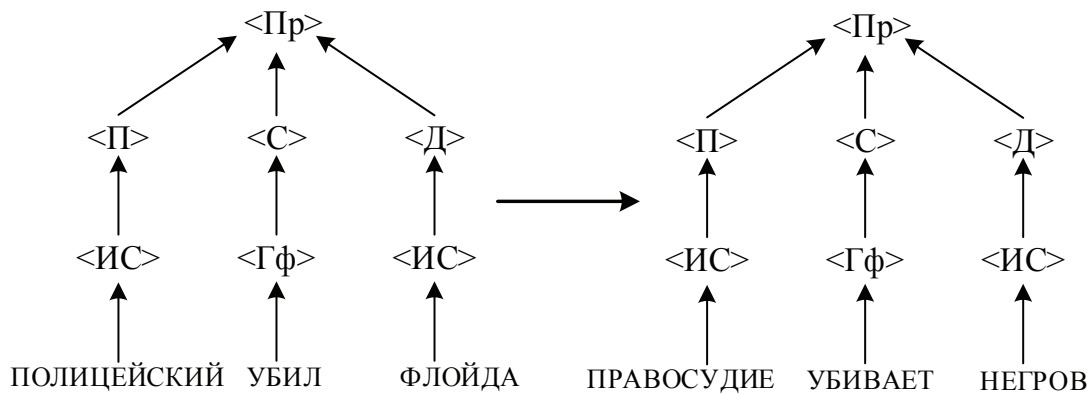 <Пр> <Пр>
<П> <С> <Д> <П> <С> <Д>
<ИС> <Гф> <ИС> <ИС> <Гф> <ИС>
ПОЛИЦЕЙСКИЙ УБИЛ ФЛОЙДА ПРАВОСУДИЕ УБИВАЕТ НЕГРОВ